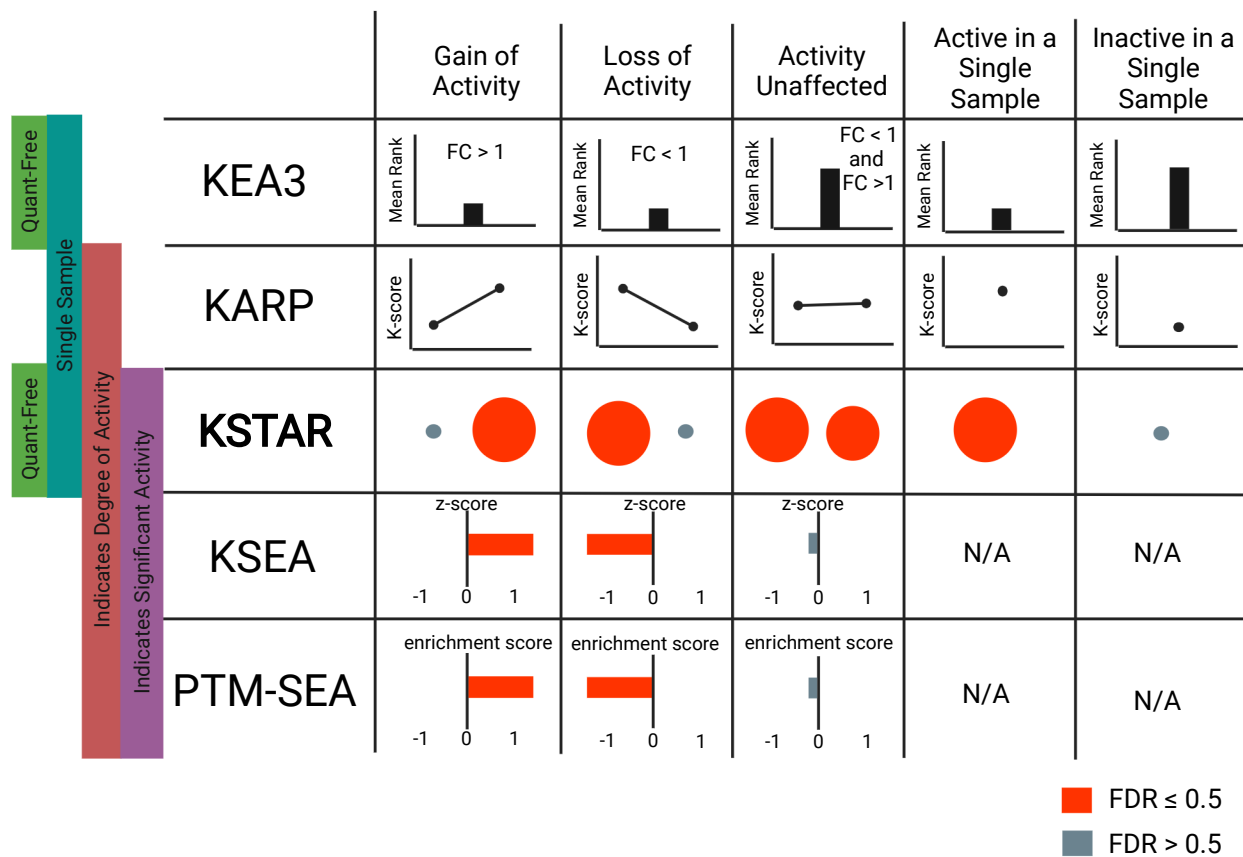 Gain of
Activity
Loss of
Activity
Activity
Unaffected
Active in a
Single
Sample
Inactive in a
Single
Sample
Quant-Free
Single Sample
Indicates Degree of Activity
Indicates Significant Activity
Quant-Free
KEA3
Mean Rank
FC > 1
Mean Rank
FC < 1
Mean Rank
FC < 1
and
FC >1
Mean Rank
Mean Rank
KARP
K-score
K-score
K-score
K-score
K-score
KSTAR
KSEA
z-score
-1 0 1
z-score
-1 0 1
z-score
-1 0 1
N/A
N/A
PTM-SEA
enrichment score
-1 0 1
enrichment score
-1 0 1
enrichment score
-1 0 1
N/A
N/A
FDR ≤ 0.5
FDR > 0.5